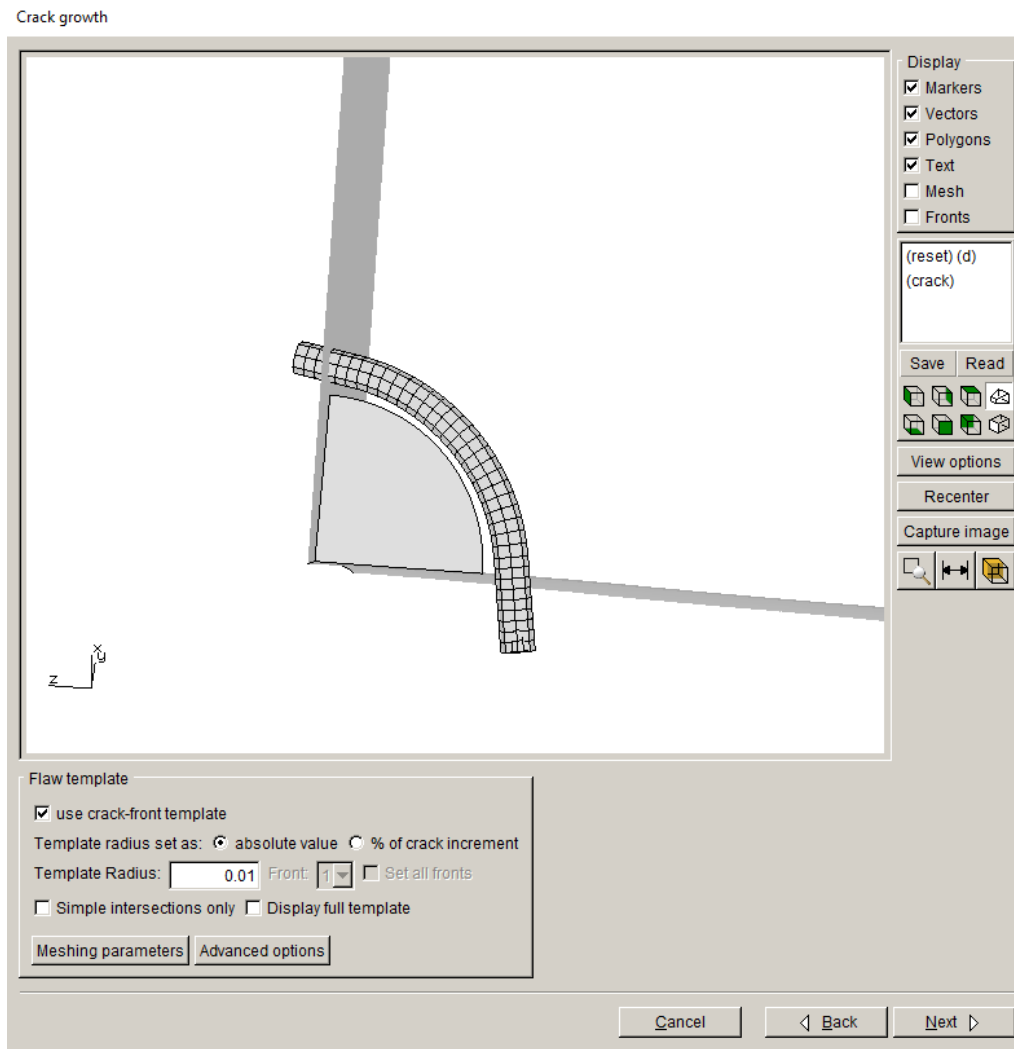 Crack growth
Display
Markers
Vectors
Polygons
Text
Mesh
Fronts
(reset) (d)
(crack)
Save Read
View options
Recenter
Capture image
x
y
z
Flaw template
use crack-front template
Template radius set as: absolute value % of crack increment
Template Radius: 0.01 Front: 1 Set all fronts
Simple intersections only Display full template
Meshing parameters Advanced options
Cancel Back Next